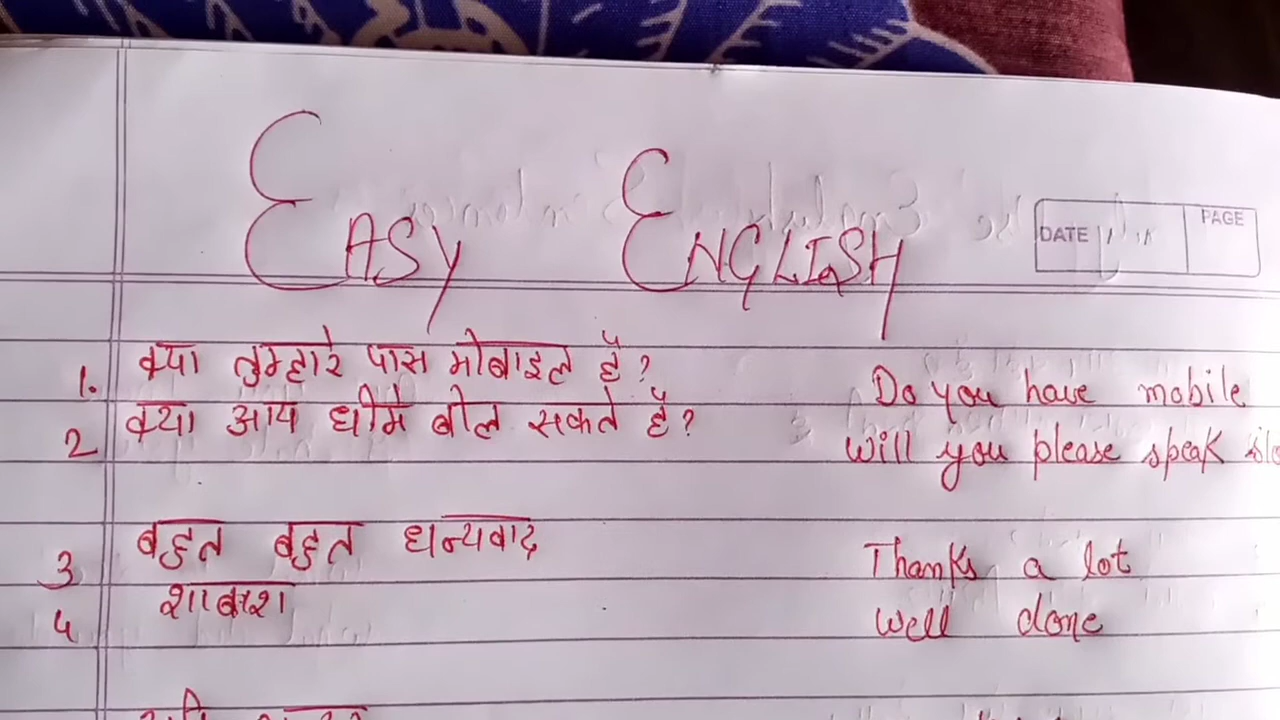 EASY ENGLISH
DATE
PAGE
1. क्या तुम्हारे पास मोबाइल है? Do you have mobile
2 क्या आप धीमे बोल सकते है? will you please speak
3 बहुत बहुत धन्यवाद Thanks a lot
4 शाबाश well done